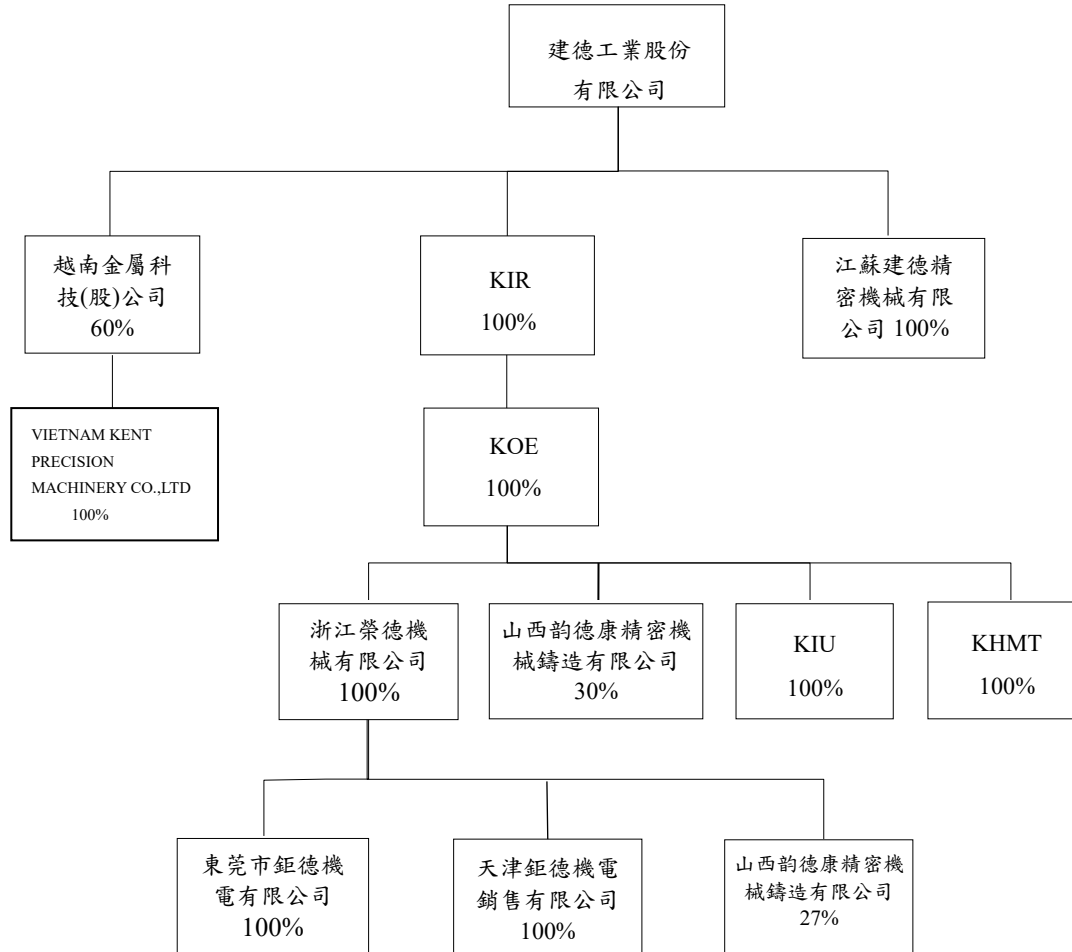 建德工業股份
有限公司
越南金屬科
技(股)公司
60%
KIR
100%
江蘇建德精
密機械有限
公司 100%
VIETNAM KENT
PRECISION
MACHINERY CO.,LTD
100%
KOE
100%
浙江榮德機
械有限公司
100%
山西韵德康精密機
械鑄造有限公司
30%
KIU
100%
KHMT
100%
東莞市鉅德機
電有限公司
100%
天津鉅德機電
銷售有限公司
100%
山西韵德康精密機
械鑄造有限公司
27%